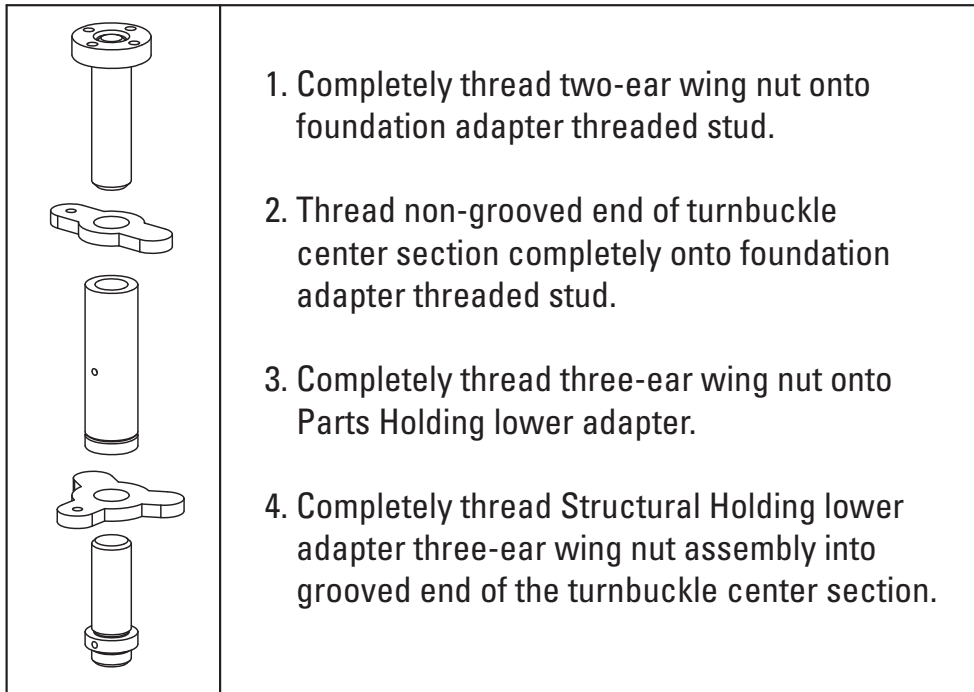 1. Completely thread two-ear wing nut onto
foundation adapter threaded stud.
2. Thread non-grooved end of turnbuckle
center section completely onto foundation
adapter threaded stud.
3. Completely thread three-ear wing nut onto
Parts Holding lower adapter.
4. Completely thread Structural Holding lower
adapter three-ear wing nut assembly into
grooved end of the turnbuckle center section.